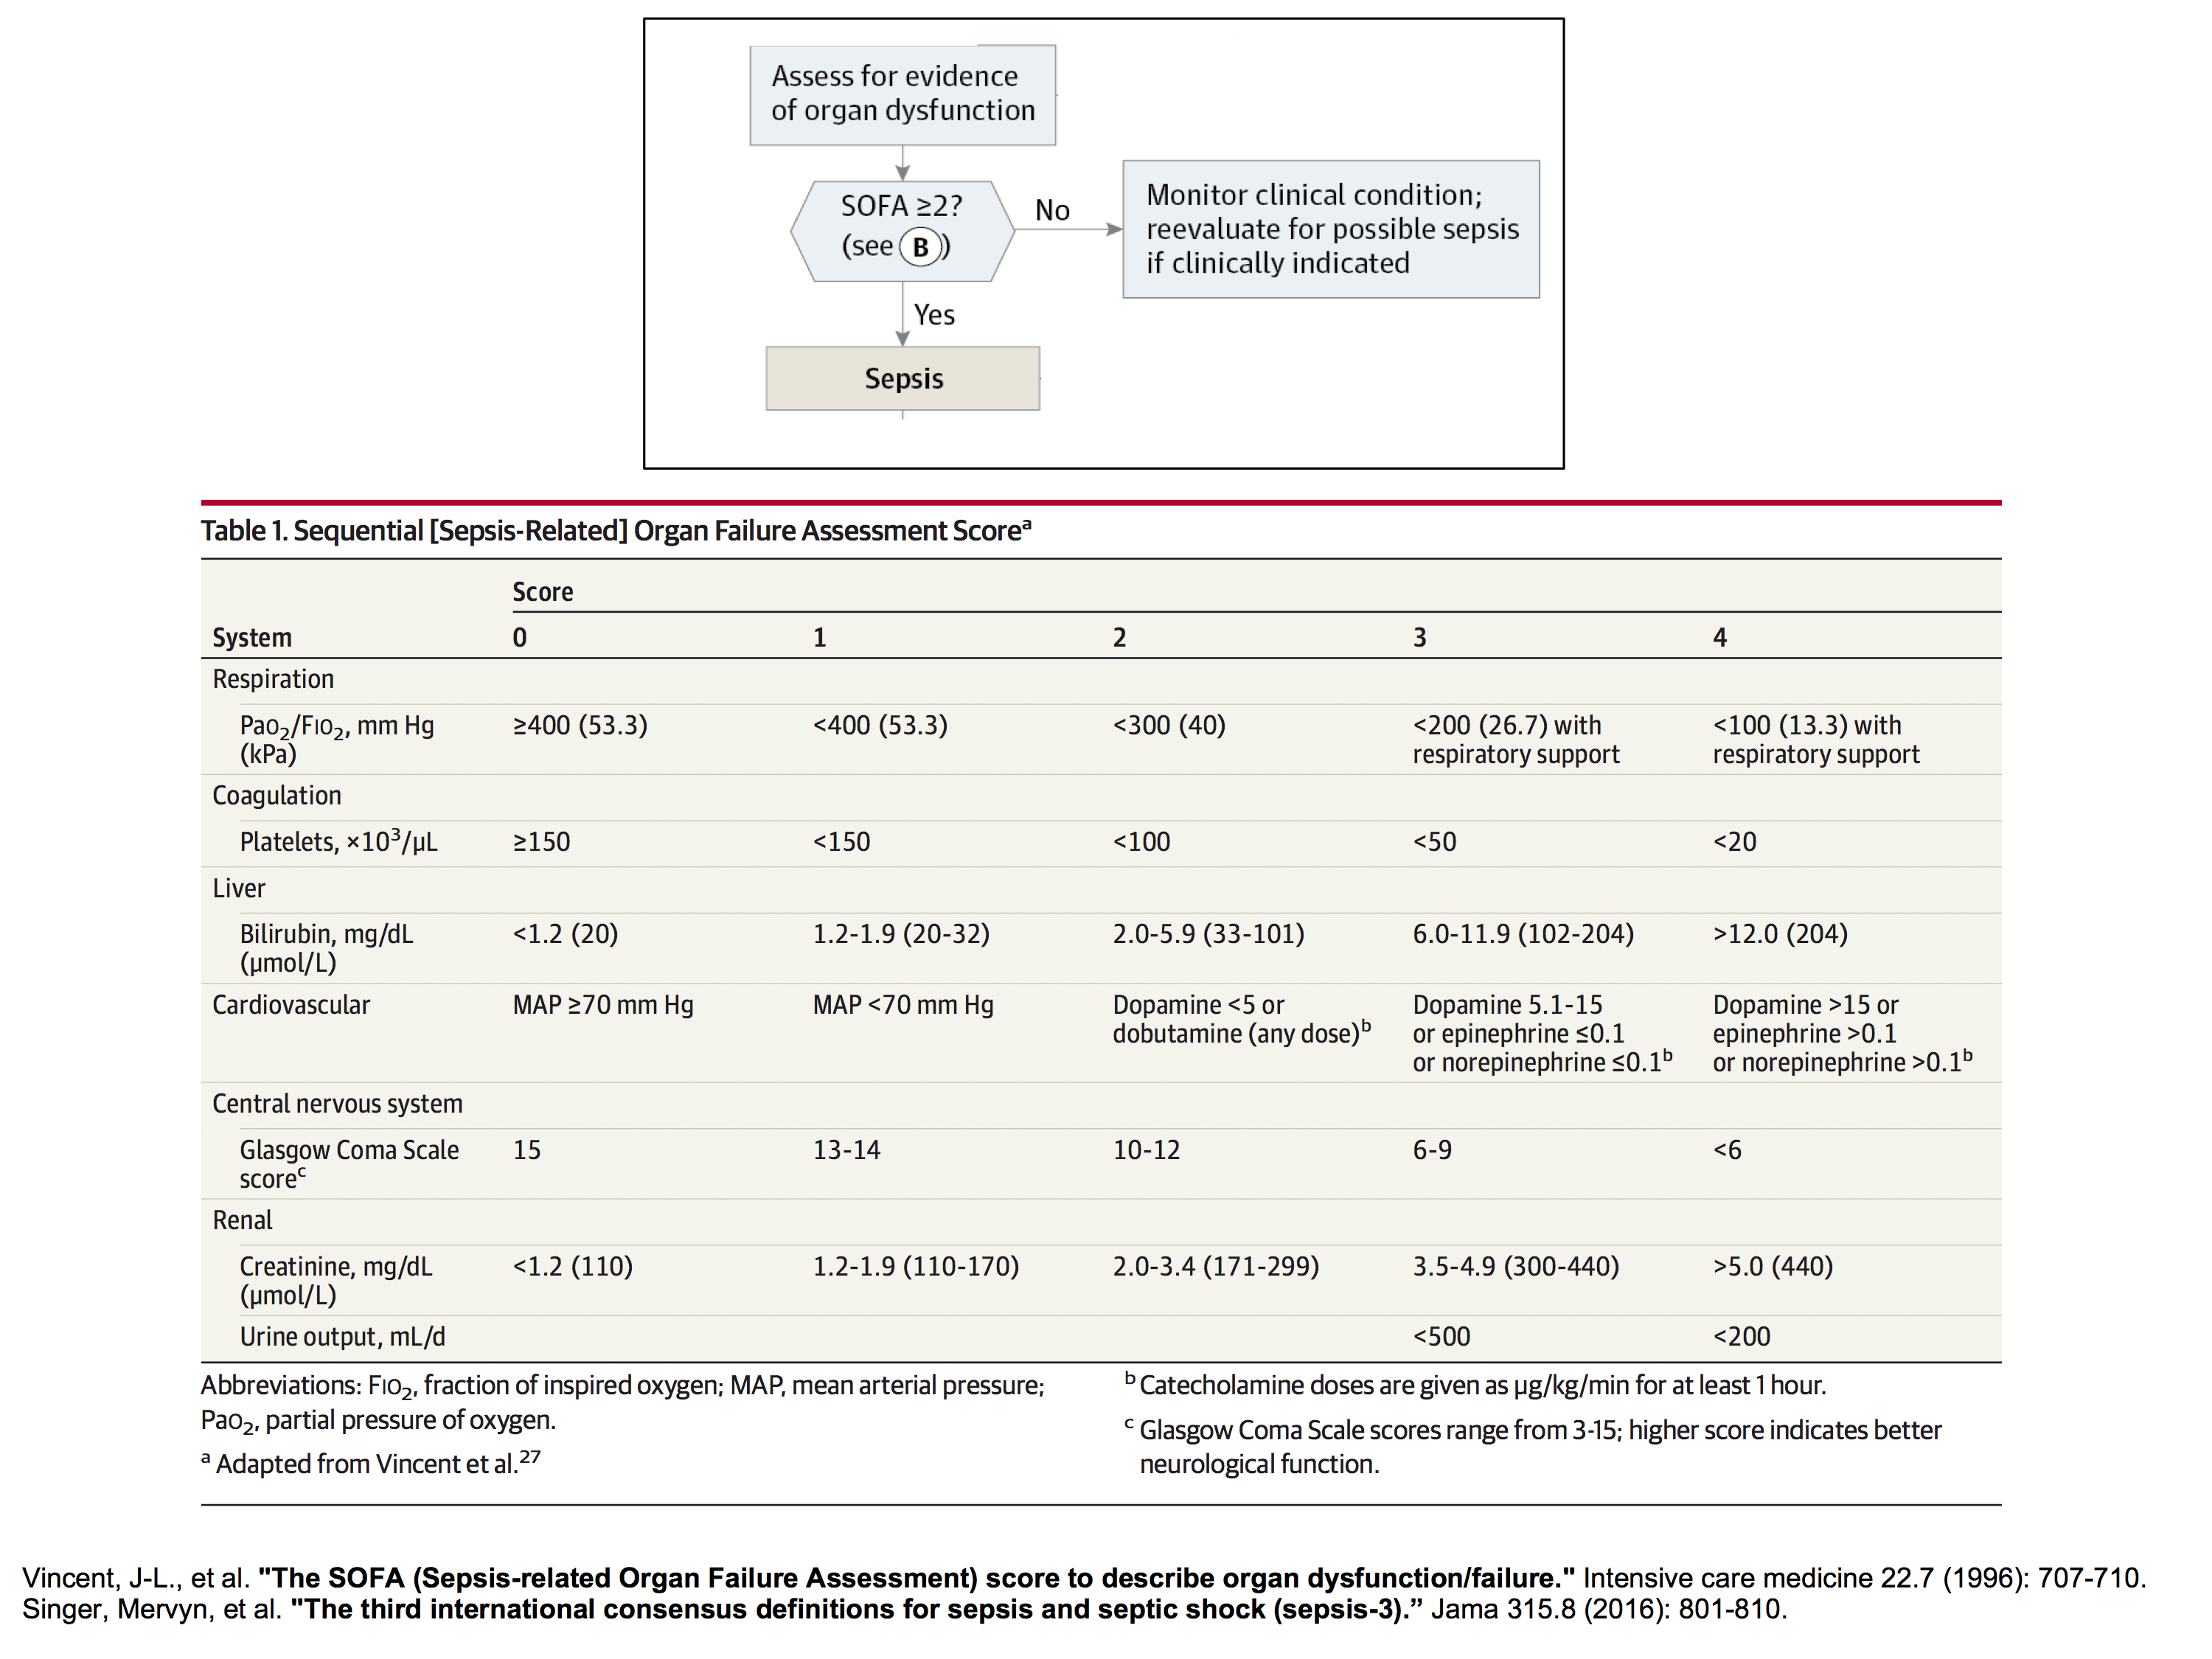 Assess for evidence
of organ dysfunction
SOFA ≥2?
(see B)
No
Monitor clinical condition;
reevaluate for possible sepsis
if clinically indicated
Yes
Sepsis
Table 1. Sequential [Sepsis-Related] Organ Failure Assessment Scoreᵃ
Score
System 0 1 2 3 4
Respiration
PaO₂/FIO₂, mm Hg ≥400 (53.3) <400 (53.3) <300 (40) <200 (26.7) with <100 (13.3) with
(kPa) respiratory support respiratory support
Coagulation
Platelets, ×10³/μL ≥150 <150 <100 <50 <20
Liver
Bilirubin, mg/dL <1.2 (20) 1.2-1.9 (20-32) 2.0-5.9 (33-101) 6.0-11.9 (102-204) >12.0 (204)
(μmol/L)
Cardiovascular MAP ≥70 mm Hg MAP <70 mm Hg Dopamine <5 or Dopamine 5.1-15 Dopamine >15 or
dobutamine (any dose)ᵇ or epinephrine ≤0.1 epinephrine >0.1
or norepinephrine ≤0.1ᵇ or norepinephrine >0.1ᵇ
Central nervous system
Glasgow Coma Scale 15 13-14 10-12 6-9 <6
scoreᶜ
Renal
Creatinine, mg/dL <1.2 (110) 1.2-1.9 (110-170) 2.0-3.4 (171-299) 3.5-4.9 (300-440) >5.0 (440)
(μmol/L)
Urine output, mL/d <500 <200
Abbreviations: FIO₂, fraction of inspired oxygen; MAP, mean arterial pressure;
PaO₂, partial pressure of oxygen.
ᵃ Adapted from Vincent et al.²⁷
ᵇ Catecholamine doses are given as μg/kg/min for at least 1 hour.
ᶜ Glasgow Coma Scale scores range from 3-15; higher score indicates better
neurological function.
Vincent, J-L., et al. "The SOFA (Sepsis-related Organ Failure Assessment) score to describe organ dysfunction/failure." Intensive care medicine 22.7 (1996): 707-710.
Singer, Mervyn, et al. "The third international consensus definitions for sepsis and septic shock (sepsis-3).” Jama 315.8 (2016): 801-810.